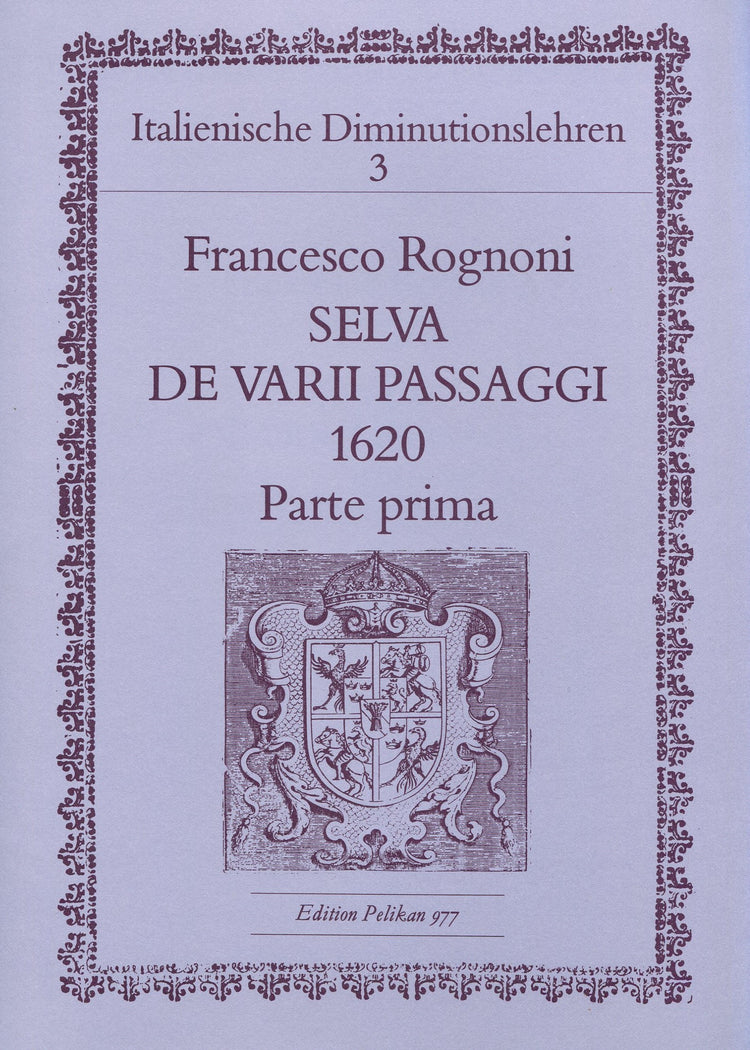 Italienische Diminutionslehren
3
Francesco Rognoni
SELVA
DE VARII PASSAGGI
1620
Parte prima
Edition Pelikan 977